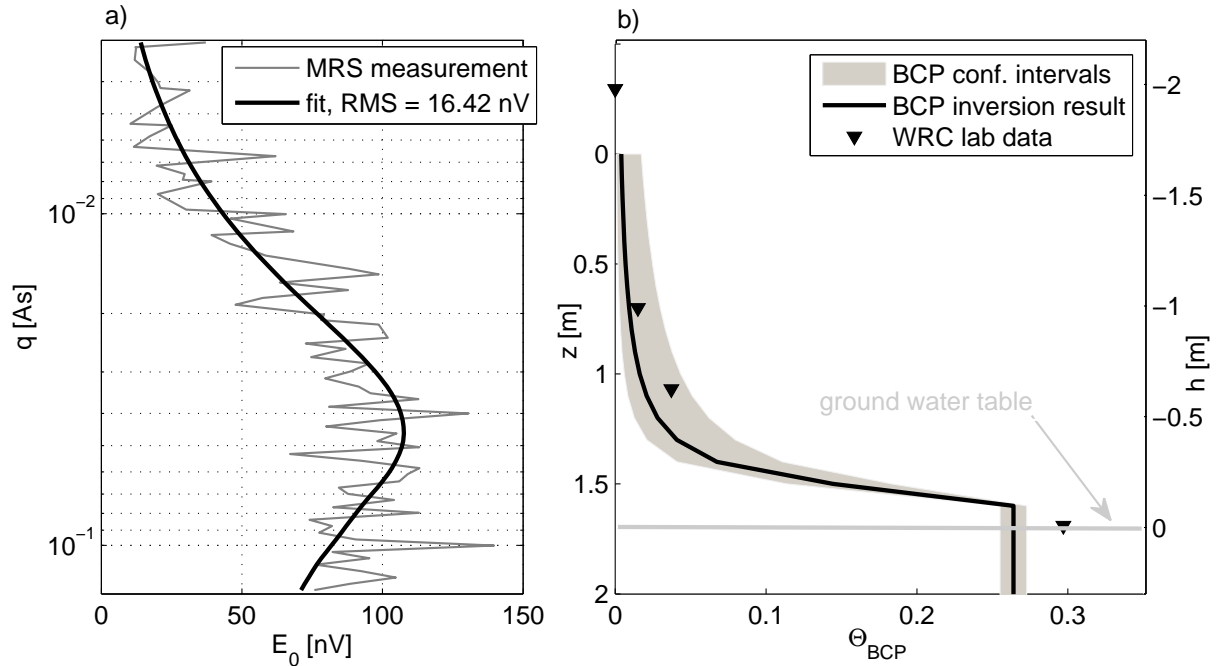 a)
MRS measurement
fit, RMS = 16.42 nV
10⁻²
10⁻¹
q [As]
0
50
100
150
E₀ [nV]
b)
BCP conf. intervals
BCP inversion result
WRC lab data
0
0.5
1
1.5
2
z [m]
ground water table
−2
−1.5
−1
−0.5
0
h [m]
0
0.1
0.2
0.3
Θ_BCP